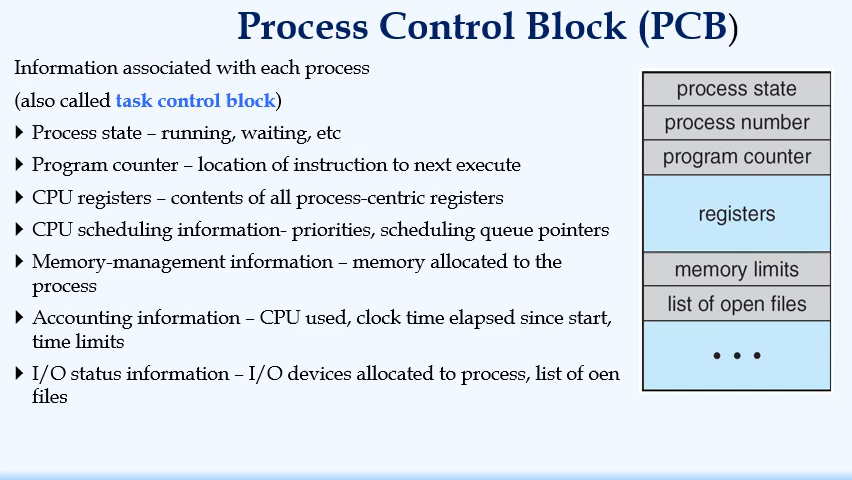 Process Control Block (PCB)
Information associated with each process
(also called task control block)
Process state – running, waiting, etc
Program counter – location of instruction to next execute
CPU registers – contents of all process-centric registers
CPU scheduling information- priorities, scheduling queue pointers
Memory-management information – memory allocated to the
process
Accounting information – CPU used, clock time elapsed since start,
time limits
I/O status information – I/O devices allocated to process, list of oen
files
process state
process number
program counter
registers
memory limits
list of open files
• • •